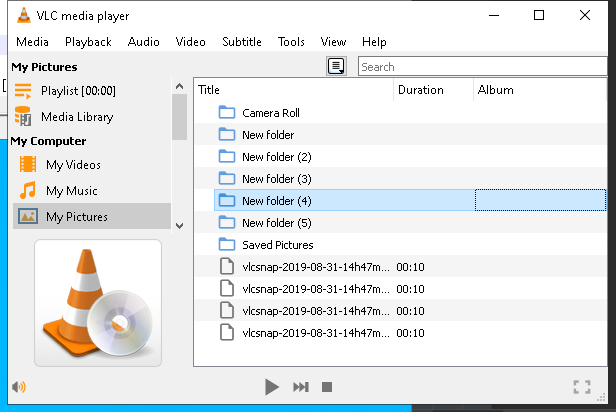 VLC media player
Media Playback Audio Video Subtitle Tools View Help
My Pictures
Search
Playlist [00:00]
Media Library
My Computer
My Videos
My Music
My Pictures
Title Duration Album
Camera Roll
New folder
New folder (2)
New folder (3)
New folder (4)
New folder (5)
Saved Pictures
vlcsnap-2019-08-31-14h47m... 00:10
vlcsnap-2019-08-31-14h47m... 00:10
vlcsnap-2019-08-31-14h47m... 00:10
vlcsnap-2019-08-31-14h47m... 00:10